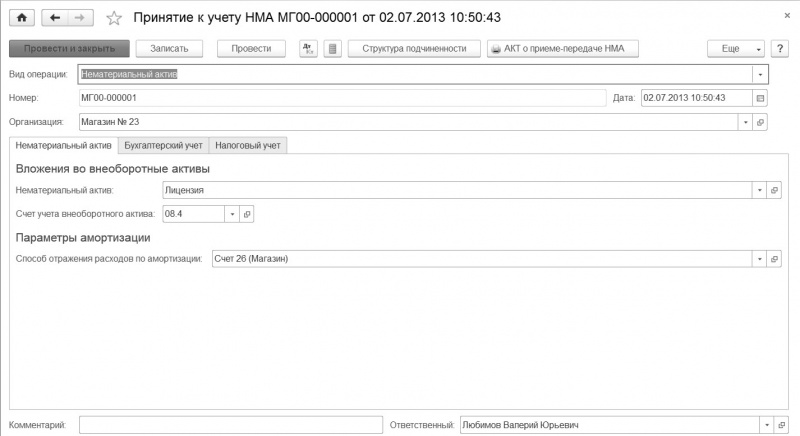 Принятие к учету НМА МГ00-000001 от 02.07.2013 10:50:43
Провести и закрыть Записать Провести Дт Кт Структура подчиненности АКТ о приеме-передаче НМА Еще ?
Вид операции: Нематериальный актив
Номер: МГ00-000001 Дата: 02.07.2013 10:50:43
Организация: Магазин № 23
Нематериальный актив Бухгалтерский учет Налоговый учет
Вложения во внеоборотные активы
Нематериальный актив: Лицензия
Счет учета внеоборотного актива: 08.4
Параметры амортизации
Способ отражения расходов по амортизации: Счет 26 (Магазин)
Комментарий: Ответственный: Любимов Валерий Юрьевич